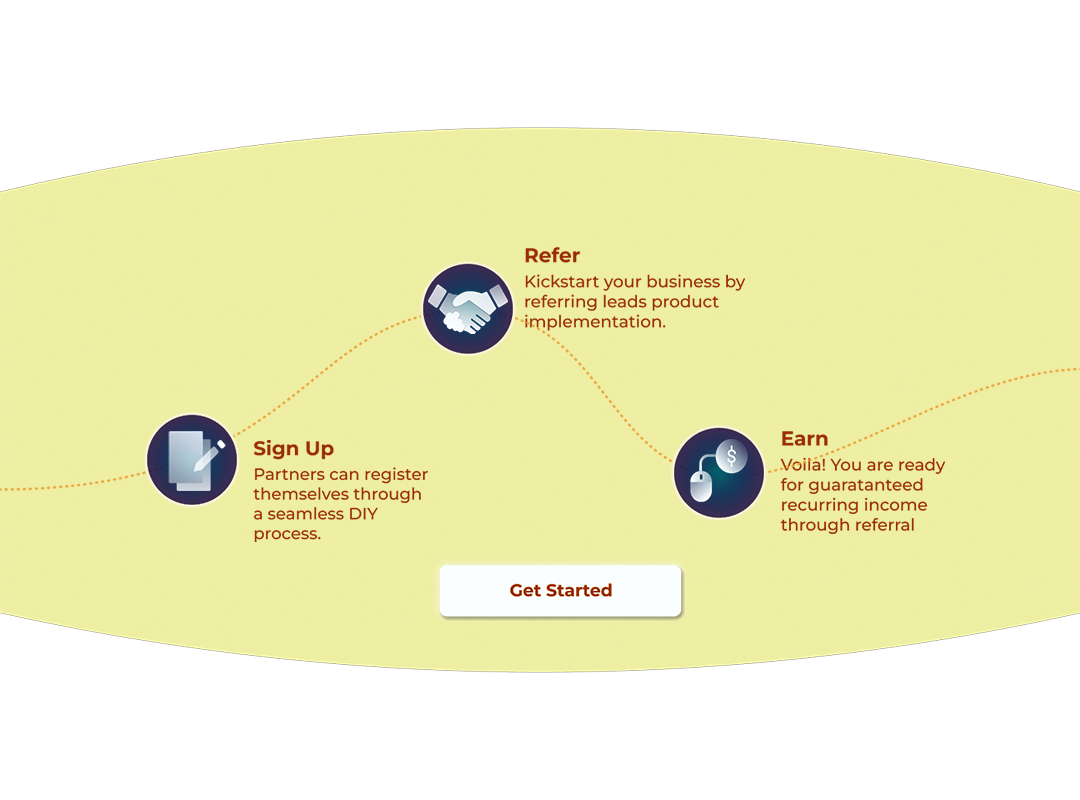 Sign Up
Partners can register
themselves through
a seamless DIY
process.
Refer
Kickstart your business by
referring leads product
implementation.
Earn
Voila! You are ready
for guaratanteed
recurring income
through referral
Get Started
$